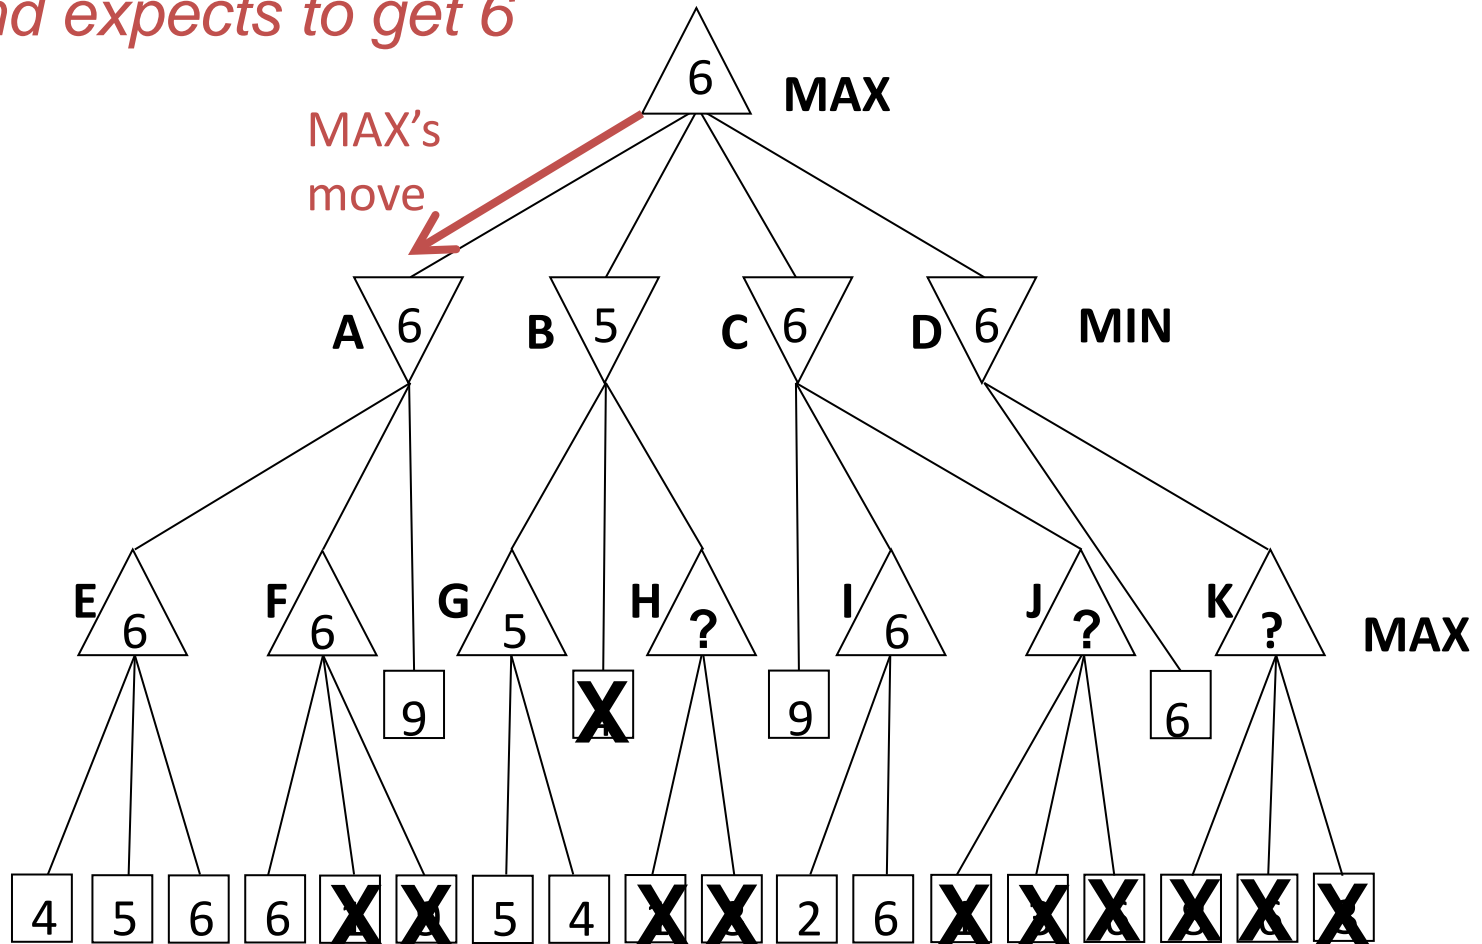 nd expects to get 6
6 MAX
MAX's
move
A 6 B 5 C 6 D 6 MIN
E 6 F 6 G 5 H ? I 6 J ? K ? MAX
9 X 9 6
4 5 6 6 X X 5 4 X X 2 6 X X X X X X